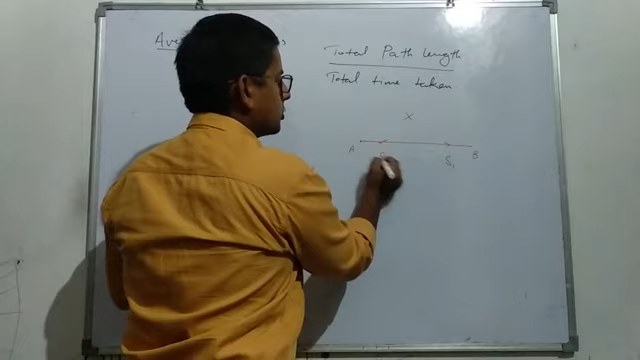 Total Path length
Total time taken
X
A
S₁ B